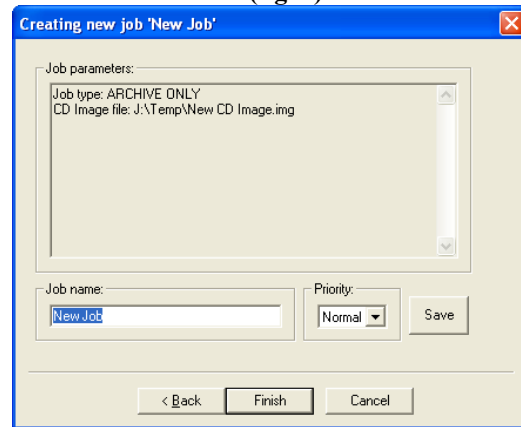 Creating new job 'New Job'
Job parameters:
Job type: ARCHIVE ONLY
CD Image file: J:\Temp\New CD Image.img
Job name:
Priority:
New Job
Normal
Save
< Back
Finish
Cancel